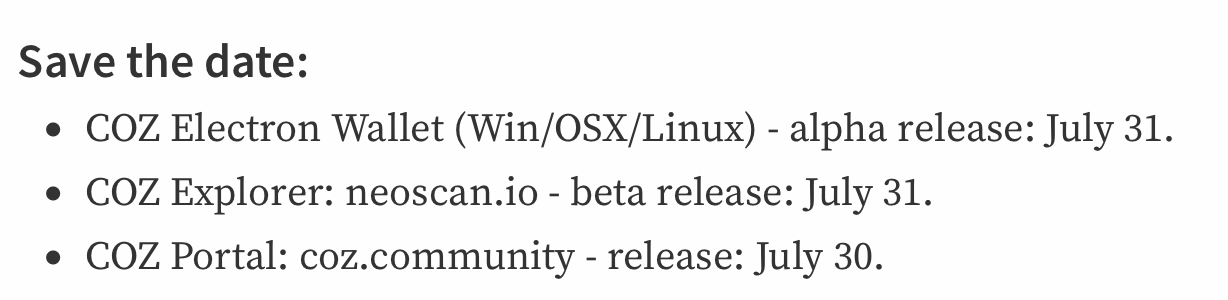 Save the date:
• COZ Electron Wallet (Win/OSX/Linux) - alpha release: July 31.
• COZ Explorer: neoscan.io - beta release: July 31.
• COZ Portal: coz.community - release: July 30.